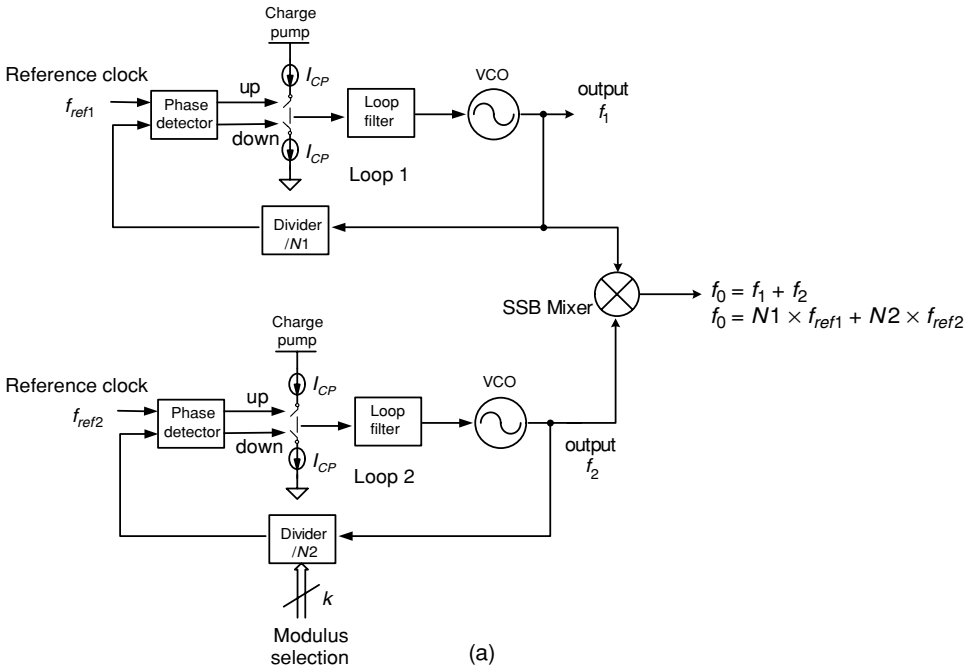 Charge
pump
I_CP
Reference clock
f_ref1
Phase
detector
up
down
I_CP
Loop
filter
VCO
output
f_1
Loop 1
Divider
/N1
SSB Mixer
f_0 = f_1 + f_2
f_0 = N1 × f_ref1 + N2 × f_ref2
Charge
pump
I_CP
Reference clock
f_ref2
Phase
detector
up
down
I_CP
Loop
filter
VCO
output
f_2
Loop 2
Divider
/N2
k
Modulus
selection
(a)